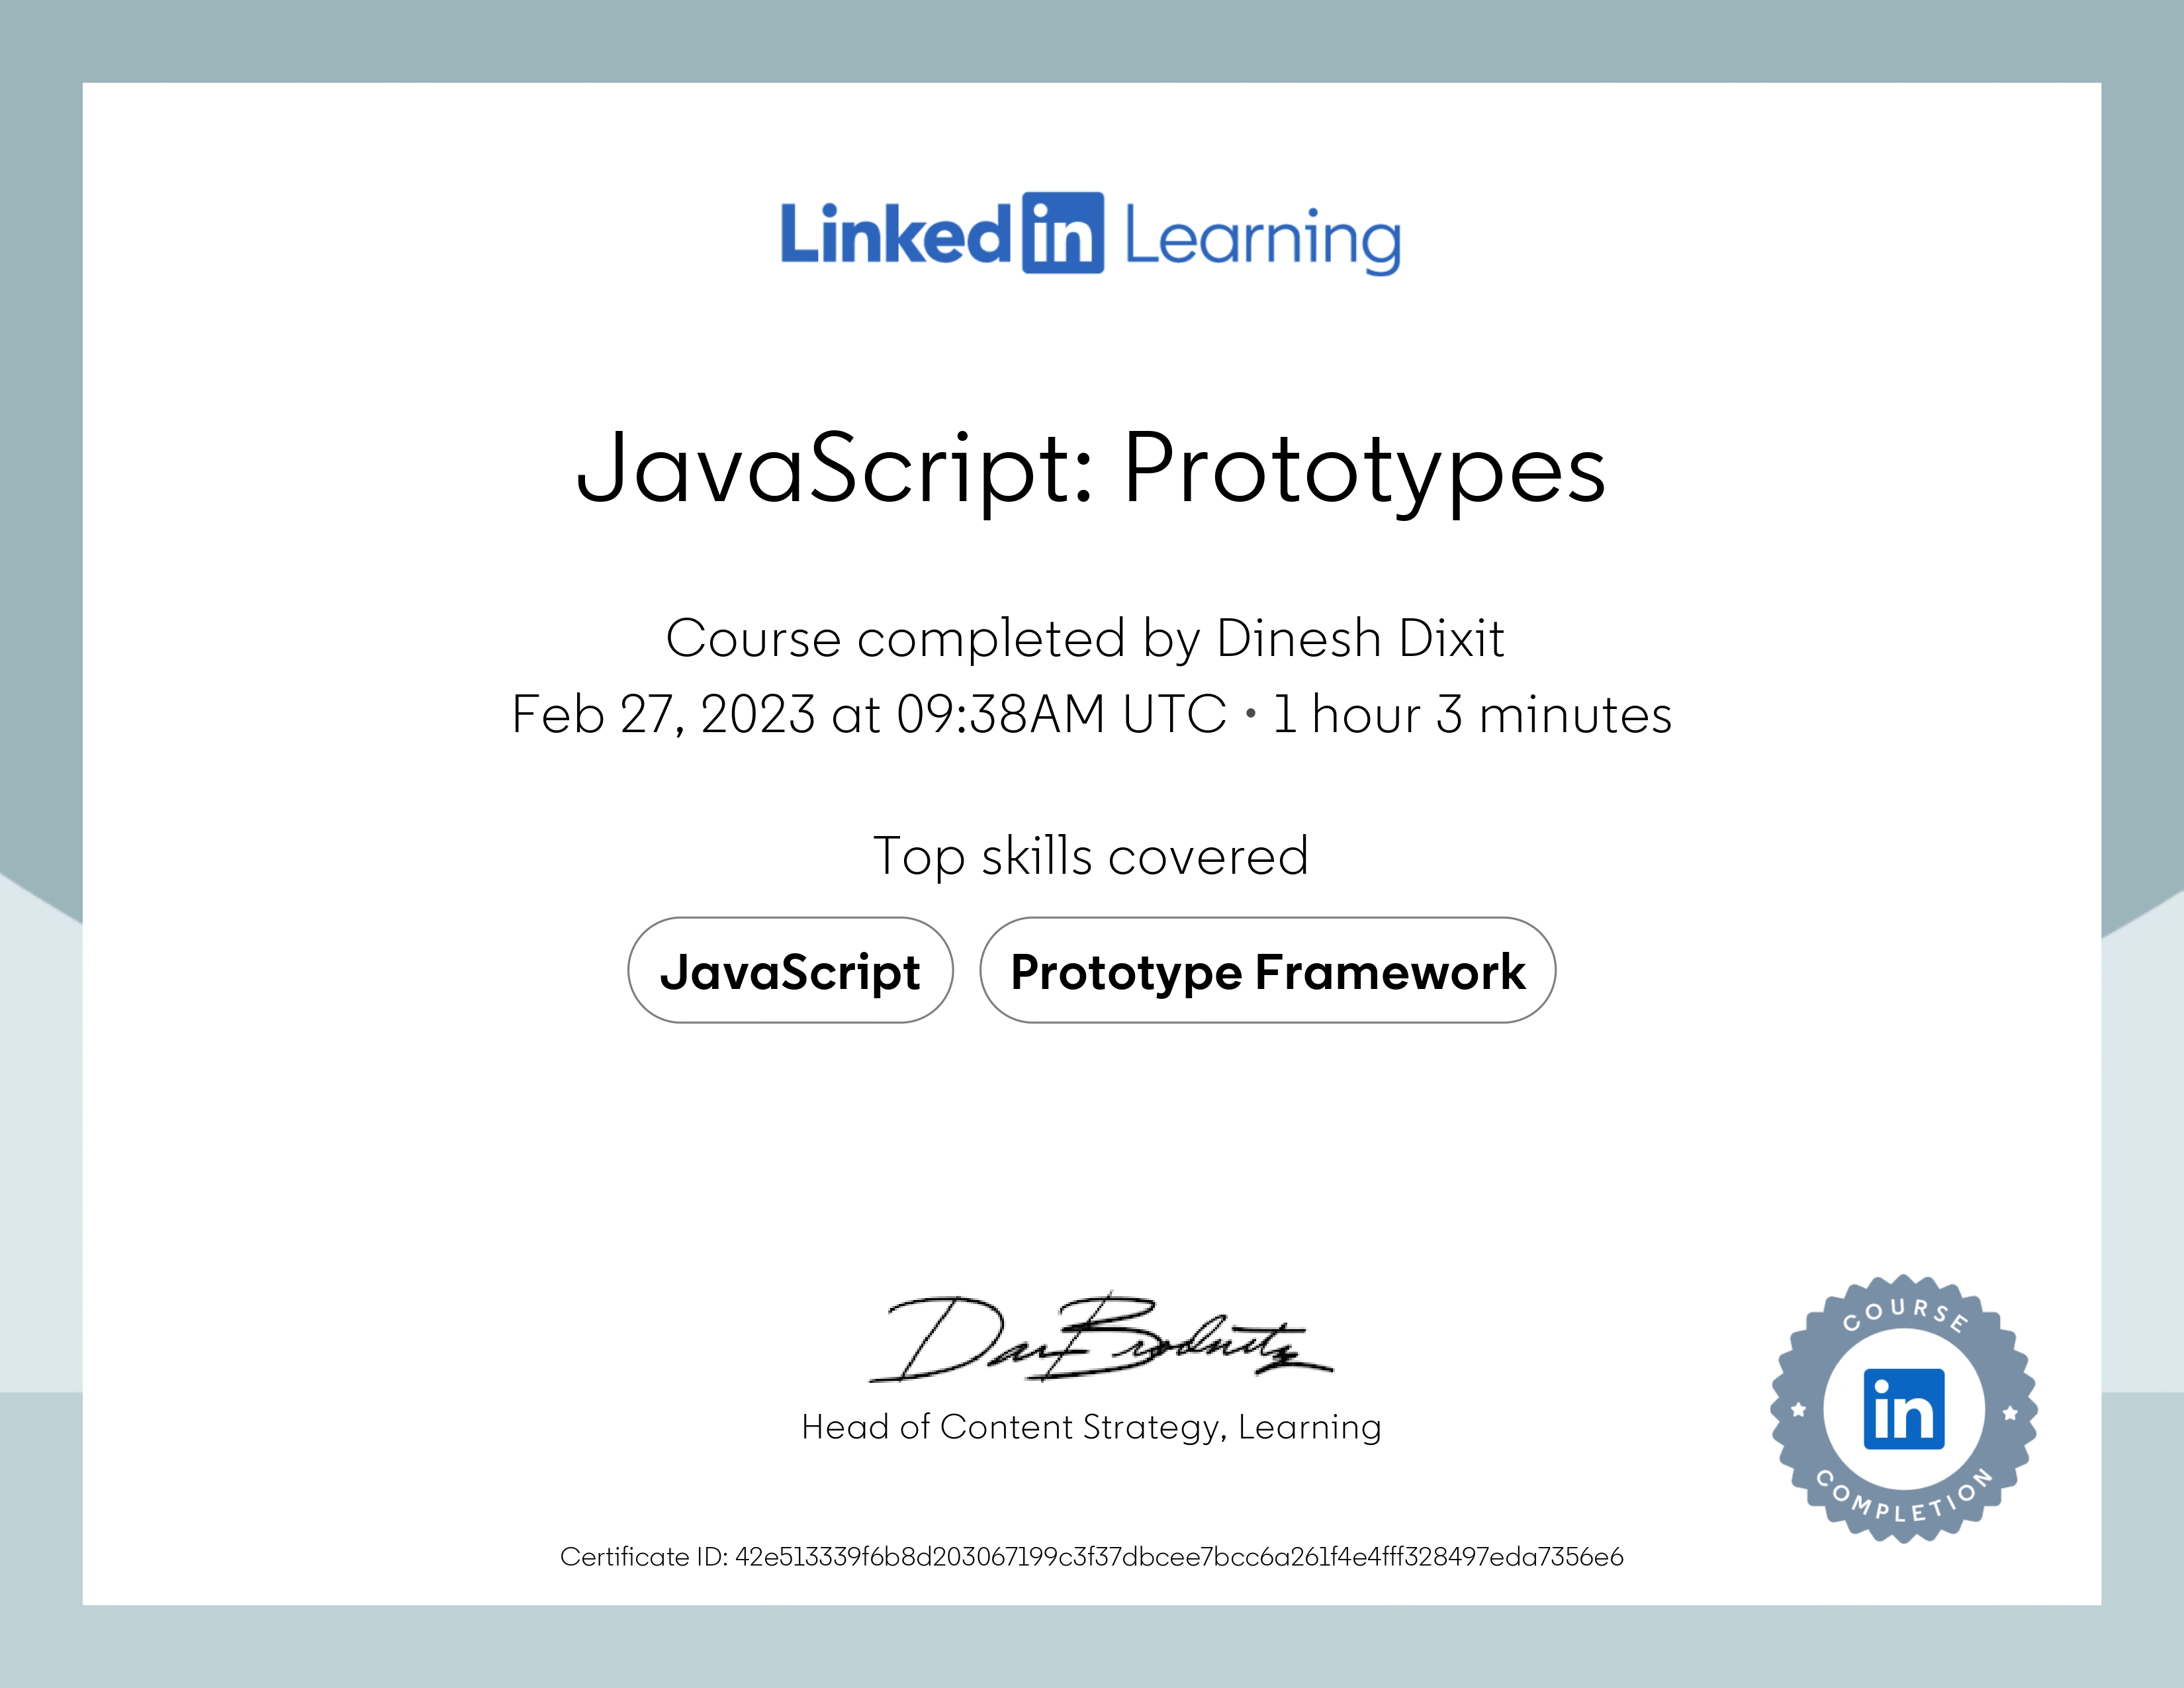 Linked in Learning
JavaScript: Prototypes
Course completed by Dinesh Dixit
Feb 27, 2023 at 09:38AM UTC • 1 hour 3 minutes
Top skills covered
JavaScript
Prototype Framework
Dan Brodnitz
Head of Content Strategy, Learning
COURSE
in
COMPLETION
Certificate ID: 42e513339f6b8d203067199c3f37dbcee7bcc6a261f4e4fff328497eda7356e6